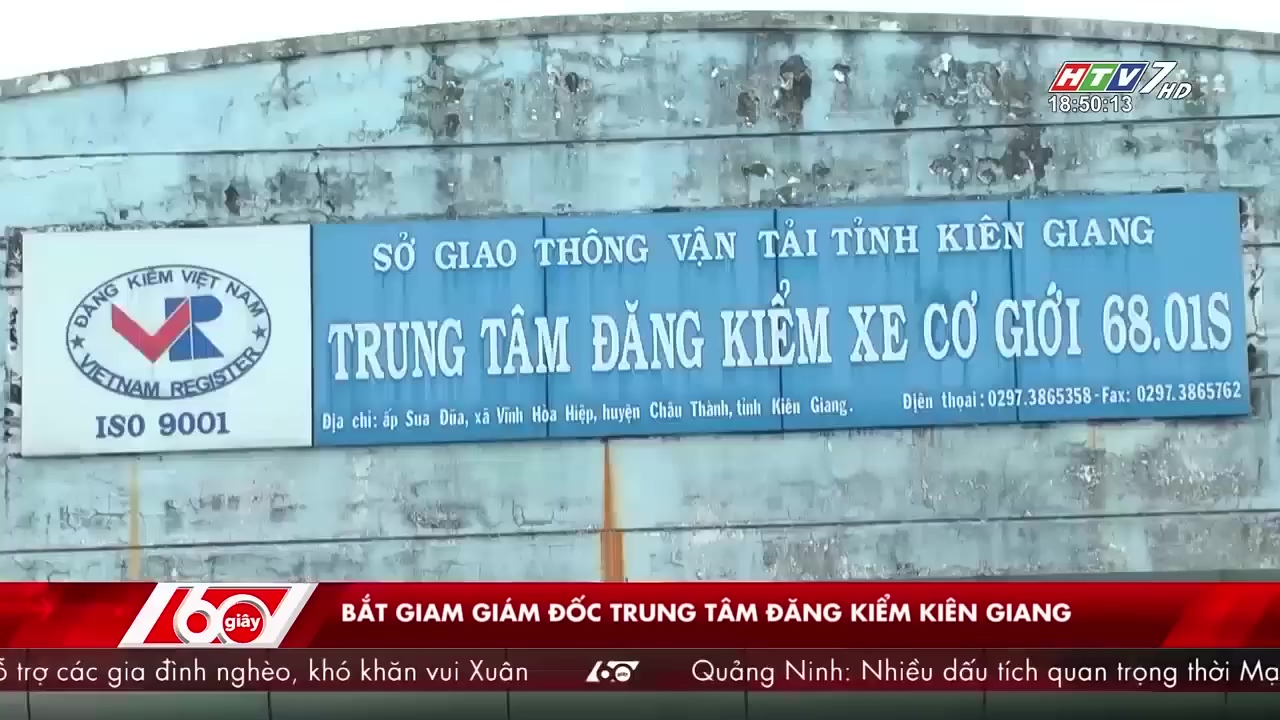 HTV7 HD
18:50:13
SỞ GIAO THÔNG VẬN TẢI TỈNH KIÊN GIANG
ĐĂNG KIỂM VIỆT NAM
VR
VIETNAM REGISTER
ISO 9001
TRUNG TÂM ĐĂNG KIỂM XE CƠ GIỚI 68.01S
Địa chỉ: ấp Sua Đũa, xã Vĩnh Hòa Hiệp, huyện Châu Thành, tỉnh Kiên Giang. Điện thoại: 0297.3865358 - Fax: 0297.3865762
60 giây
BẮT GIAM GIÁM ĐỐC TRUNG TÂM ĐĂNG KIỂM KIÊN GIANG
trợ các gia đình nghèo, khó khăn vui Xuân 60 giây Quảng Ninh: Nhiều dấu tích quan trọng thời